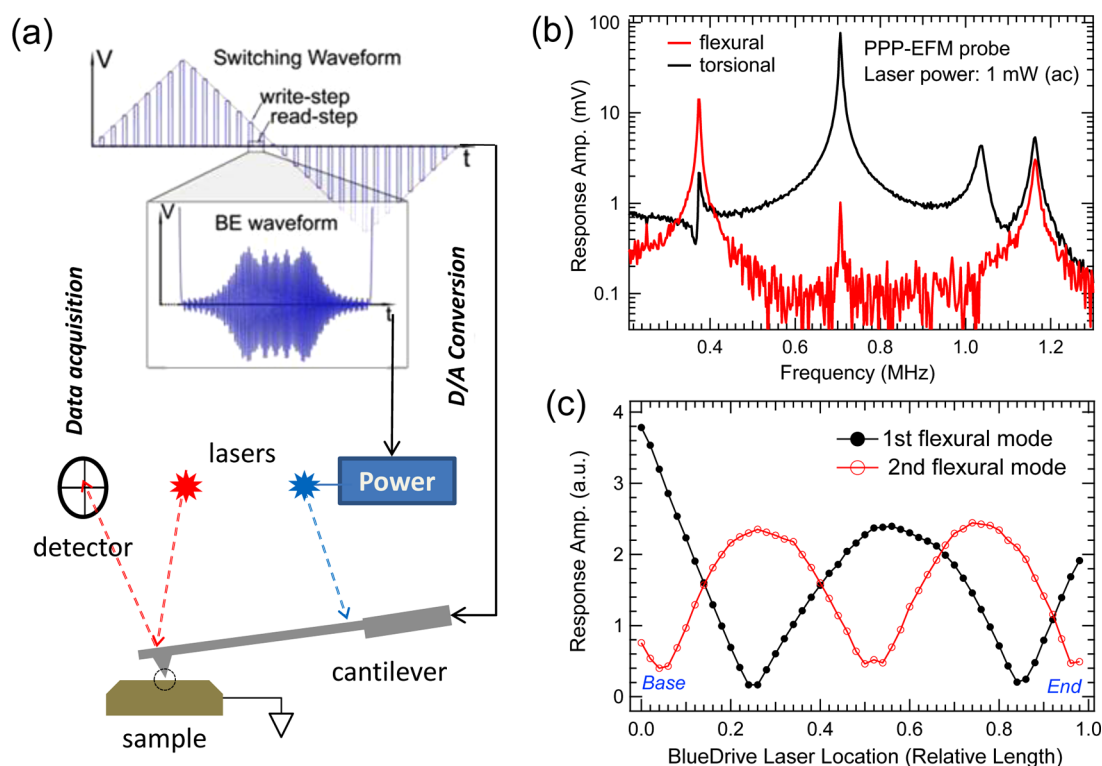 (a)
V
Switching Waveform
write-step
read-step
t
V
BE waveform
t
Data acquisition
D/A Conversion
lasers
Power
detector
cantilever
sample
(b)
flexural
torsional
PPP-EFM probe
Laser power: 1 mW (ac)
Response Amp. (mV)
100
10
1
0.1
0.4
0.6
0.8
1.0
1.2
Frequency (MHz)
(c)
1st flexural mode
2nd flexural mode
Response Amp. (a.u.)
4
3
2
1
0
Base
End
0.0
0.2
0.4
0.6
0.8
1.0
BlueDrive Laser Location (Relative Length)